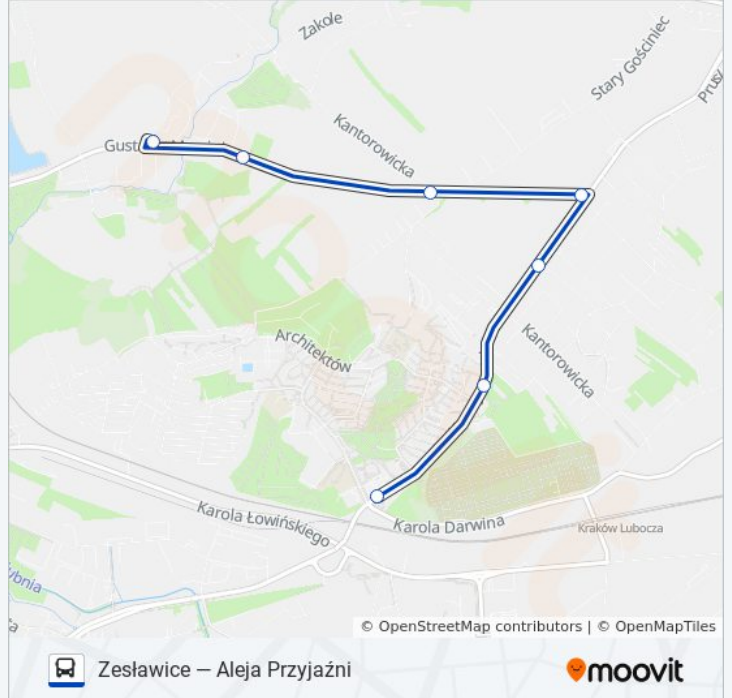 Zakole
Stary Gościniec
Prusa
Kantorowicka
Gust
Architektów
Kantorowicka
Karola Łowińskiego
Karola Darwina
Kraków Lubocza
© OpenStreetMap contributors | © OpenMapTiles
Zesławice — Aleja Przyjaźni
moovit